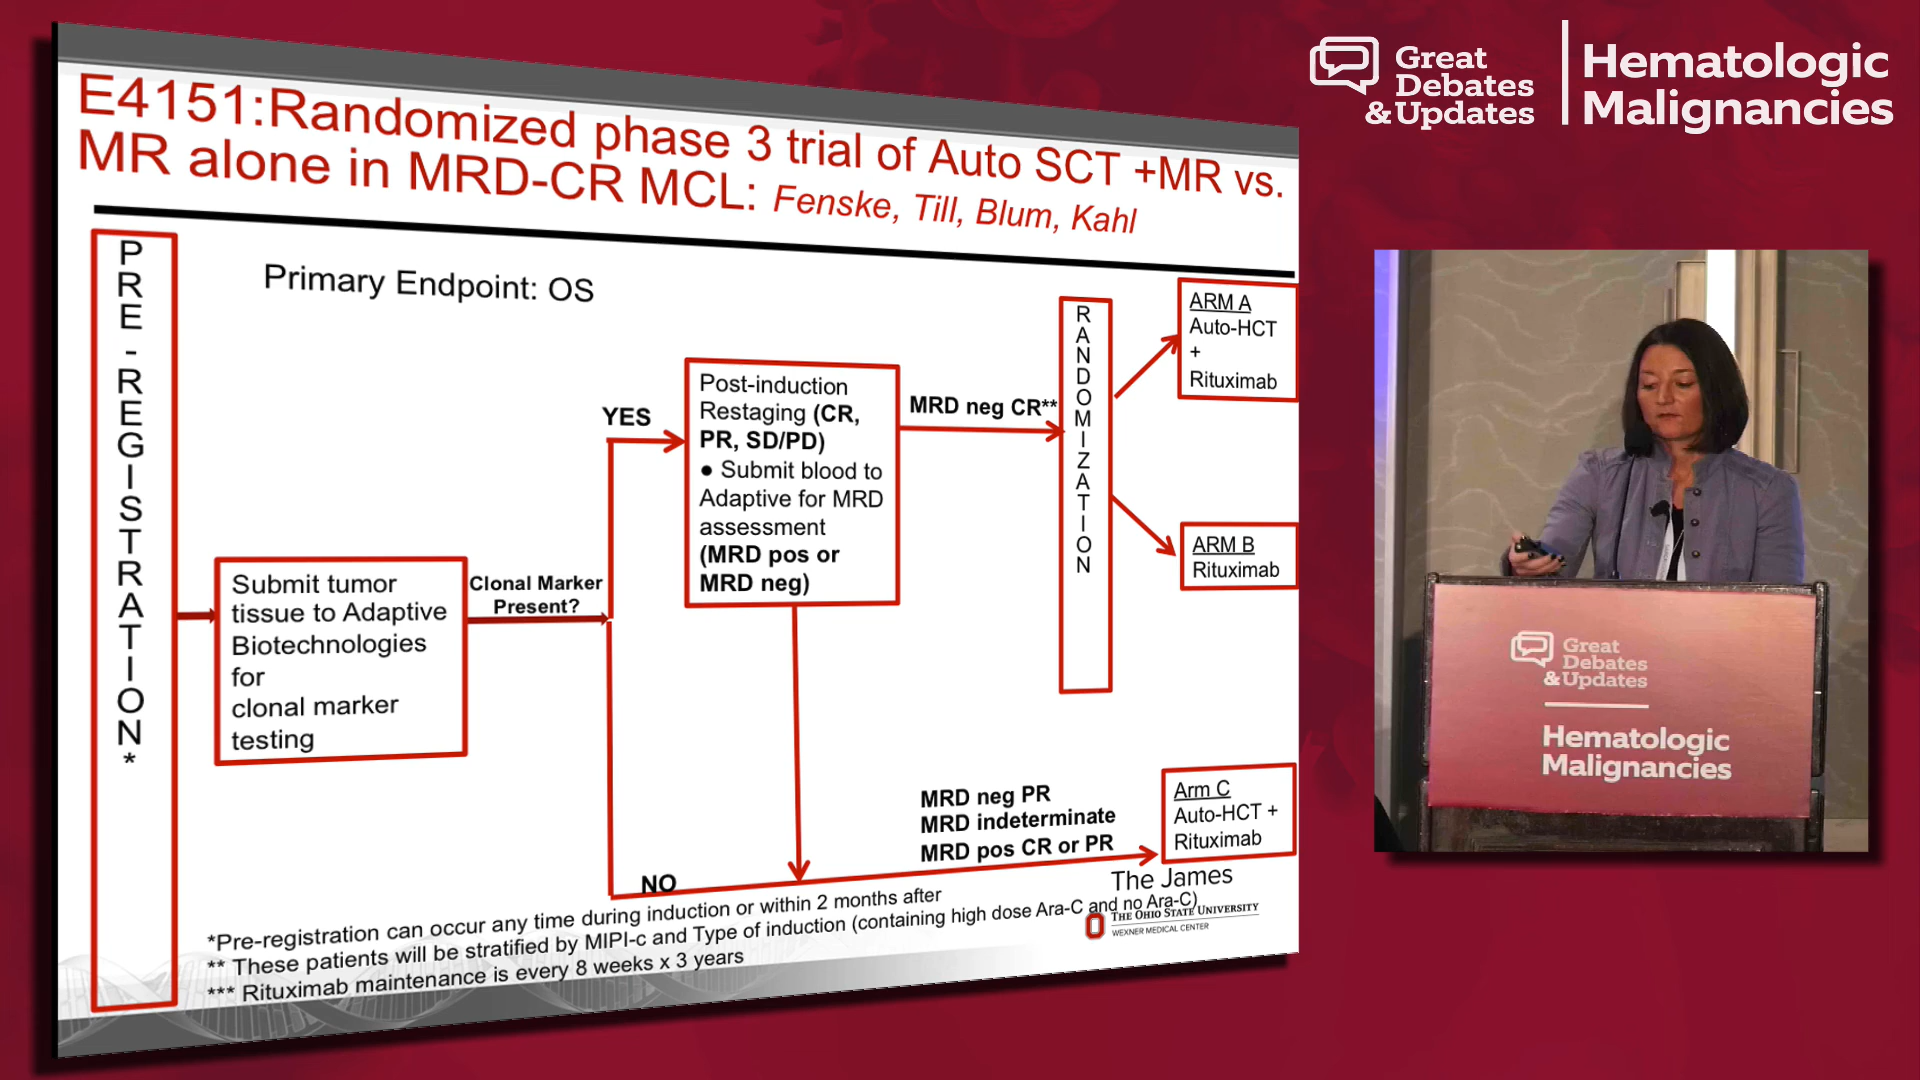 E4151:Randomized phase 3 trial of Auto SCT +MR vs.
MR alone in MRD-CR MCL: Fenske, Till, Blum, Kahl
PRE-REGISTRATION*
Primary Endpoint: OS
Submit tumor
tissue to Adaptive
Biotechnologies
for
clonal marker
testing
Clonal Marker
Present?
YES
Post-induction
Restaging (CR,
PR, SD/PD)
● Submit blood to
Adaptive for MRD
assessment
(MRD pos or
MRD neg)
MRD neg CR**
RANDOMIZATION
ARM A
Auto-HCT
+
Rituximab
ARM B
Rituximab
NO
MRD neg PR
MRD indeterminate
MRD pos CR or PR
Arm C
Auto-HCT +
Rituximab
*Pre-registration can occur any time during induction or within 2 months after
** These patients will be stratified by MIPI-c and Type of induction (containing high dose Ara-C and no Ara-C)
*** Rituximab maintenance is every 8 weeks x 3 years
The James
THE OHIO STATE UNIVERSITY
WEXNER MEDICAL CENTER
Great
Debates
& Updates
Hematologic
Malignancies
Great
Debates
& Updates
Hematologic
Malignancies